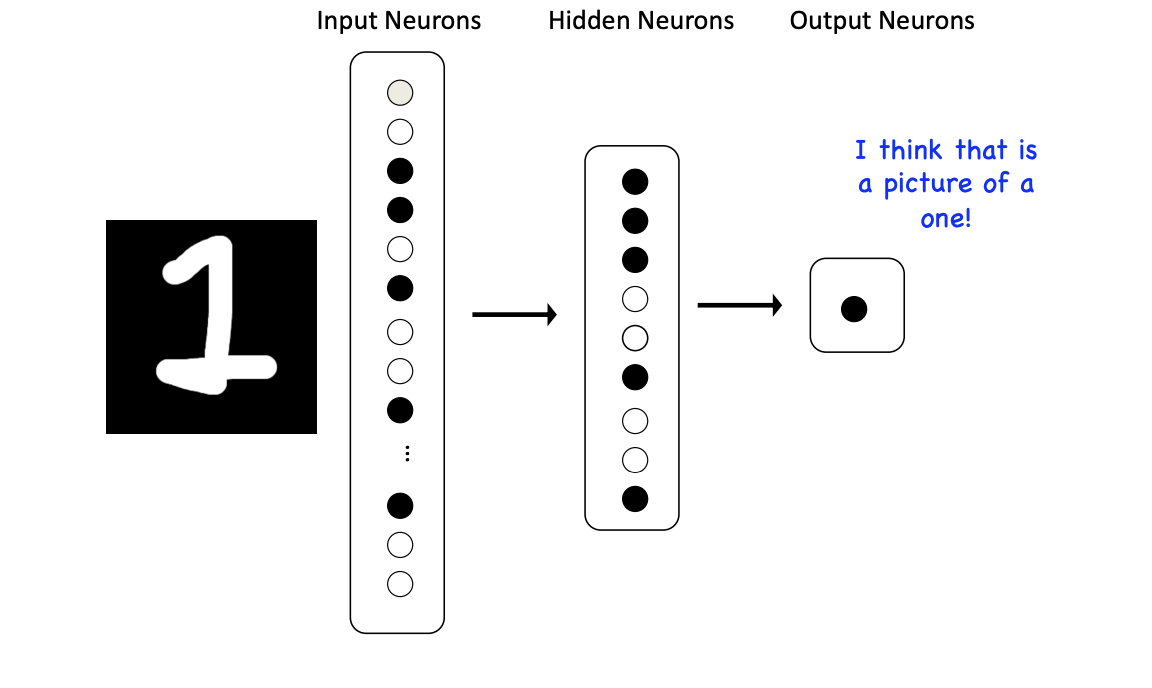 Input Neurons
Hidden Neurons
Output Neurons
1
I think that is
a picture of a
one!
⋮